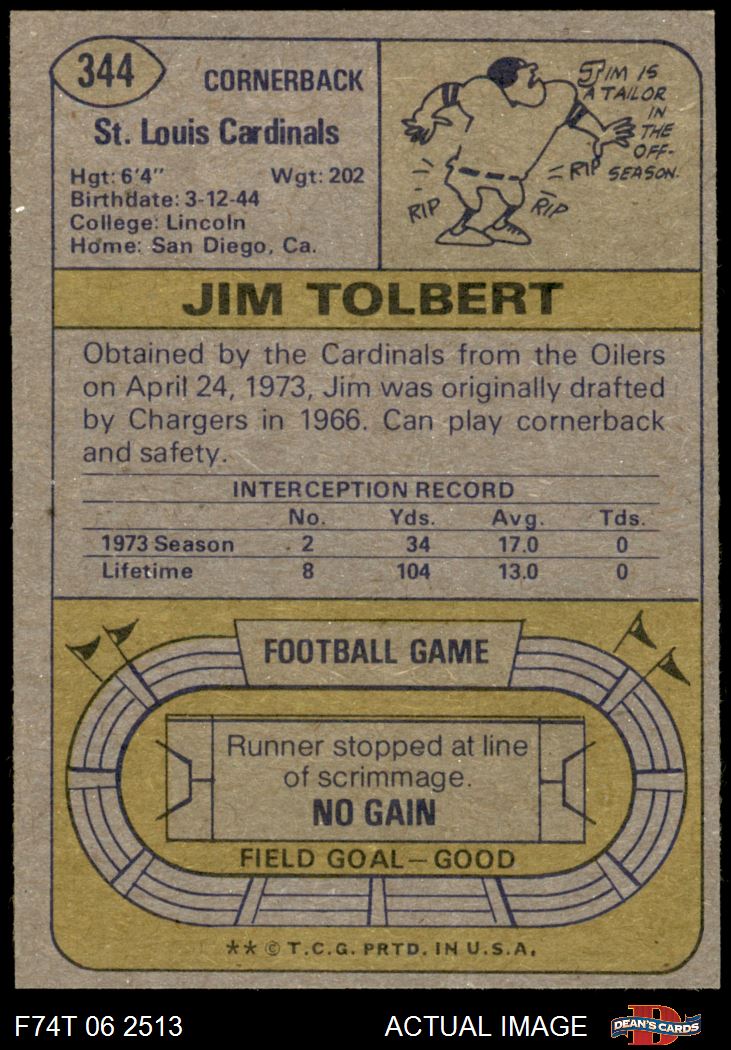 344
CORNERBACK
St. Louis Cardinals
Hgt: 6'4" Wgt: 202
Birthdate: 3-12-44
College: Lincoln
Home: San Diego, Ca.
JIM IS
A TAILOR
IN
THE
OFF-
SEASON.
RIP
RIP
RIP
JIM TOLBERT
Obtained by the Cardinals from the Oilers
on April 24, 1973, Jim was originally drafted
by Chargers in 1966. Can play cornerback
and safety.
INTERCEPTION RECORD
No. Yds. Avg. Tds.
1973 Season 2 34 17.0 0
Lifetime 8 104 13.0 0
FOOTBALL GAME
Runner stopped at line
of scrimmage.
NO GAIN
FIELD GOAL—GOOD
** © T.C.G. PRTD. IN U.S.A.
F74T 06 2513 ACTUAL IMAGE
D
DEAN'S CARDS